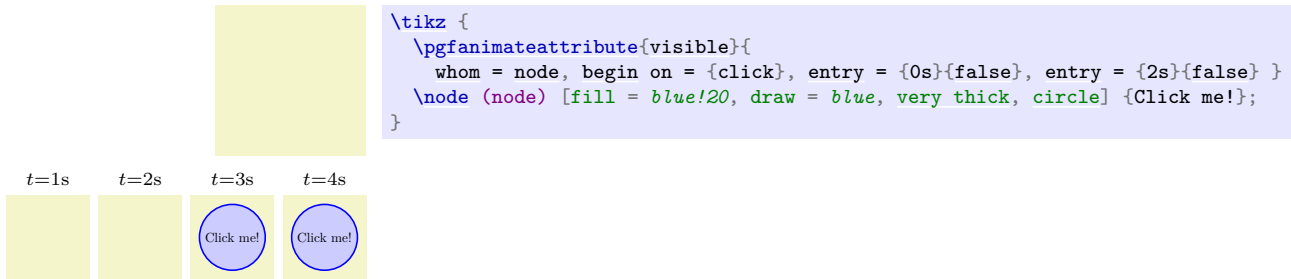 \tikz {
\pgfanimateattribute{visible}{
whom = node, begin on = {click}, entry = {0s}{false}, entry = {2s}{false} }
\node (node) [fill = blue!20, draw = blue, very thick, circle] {Click me!};
}
t=1s t=2s t=3s t=4s
Click me! Click me!